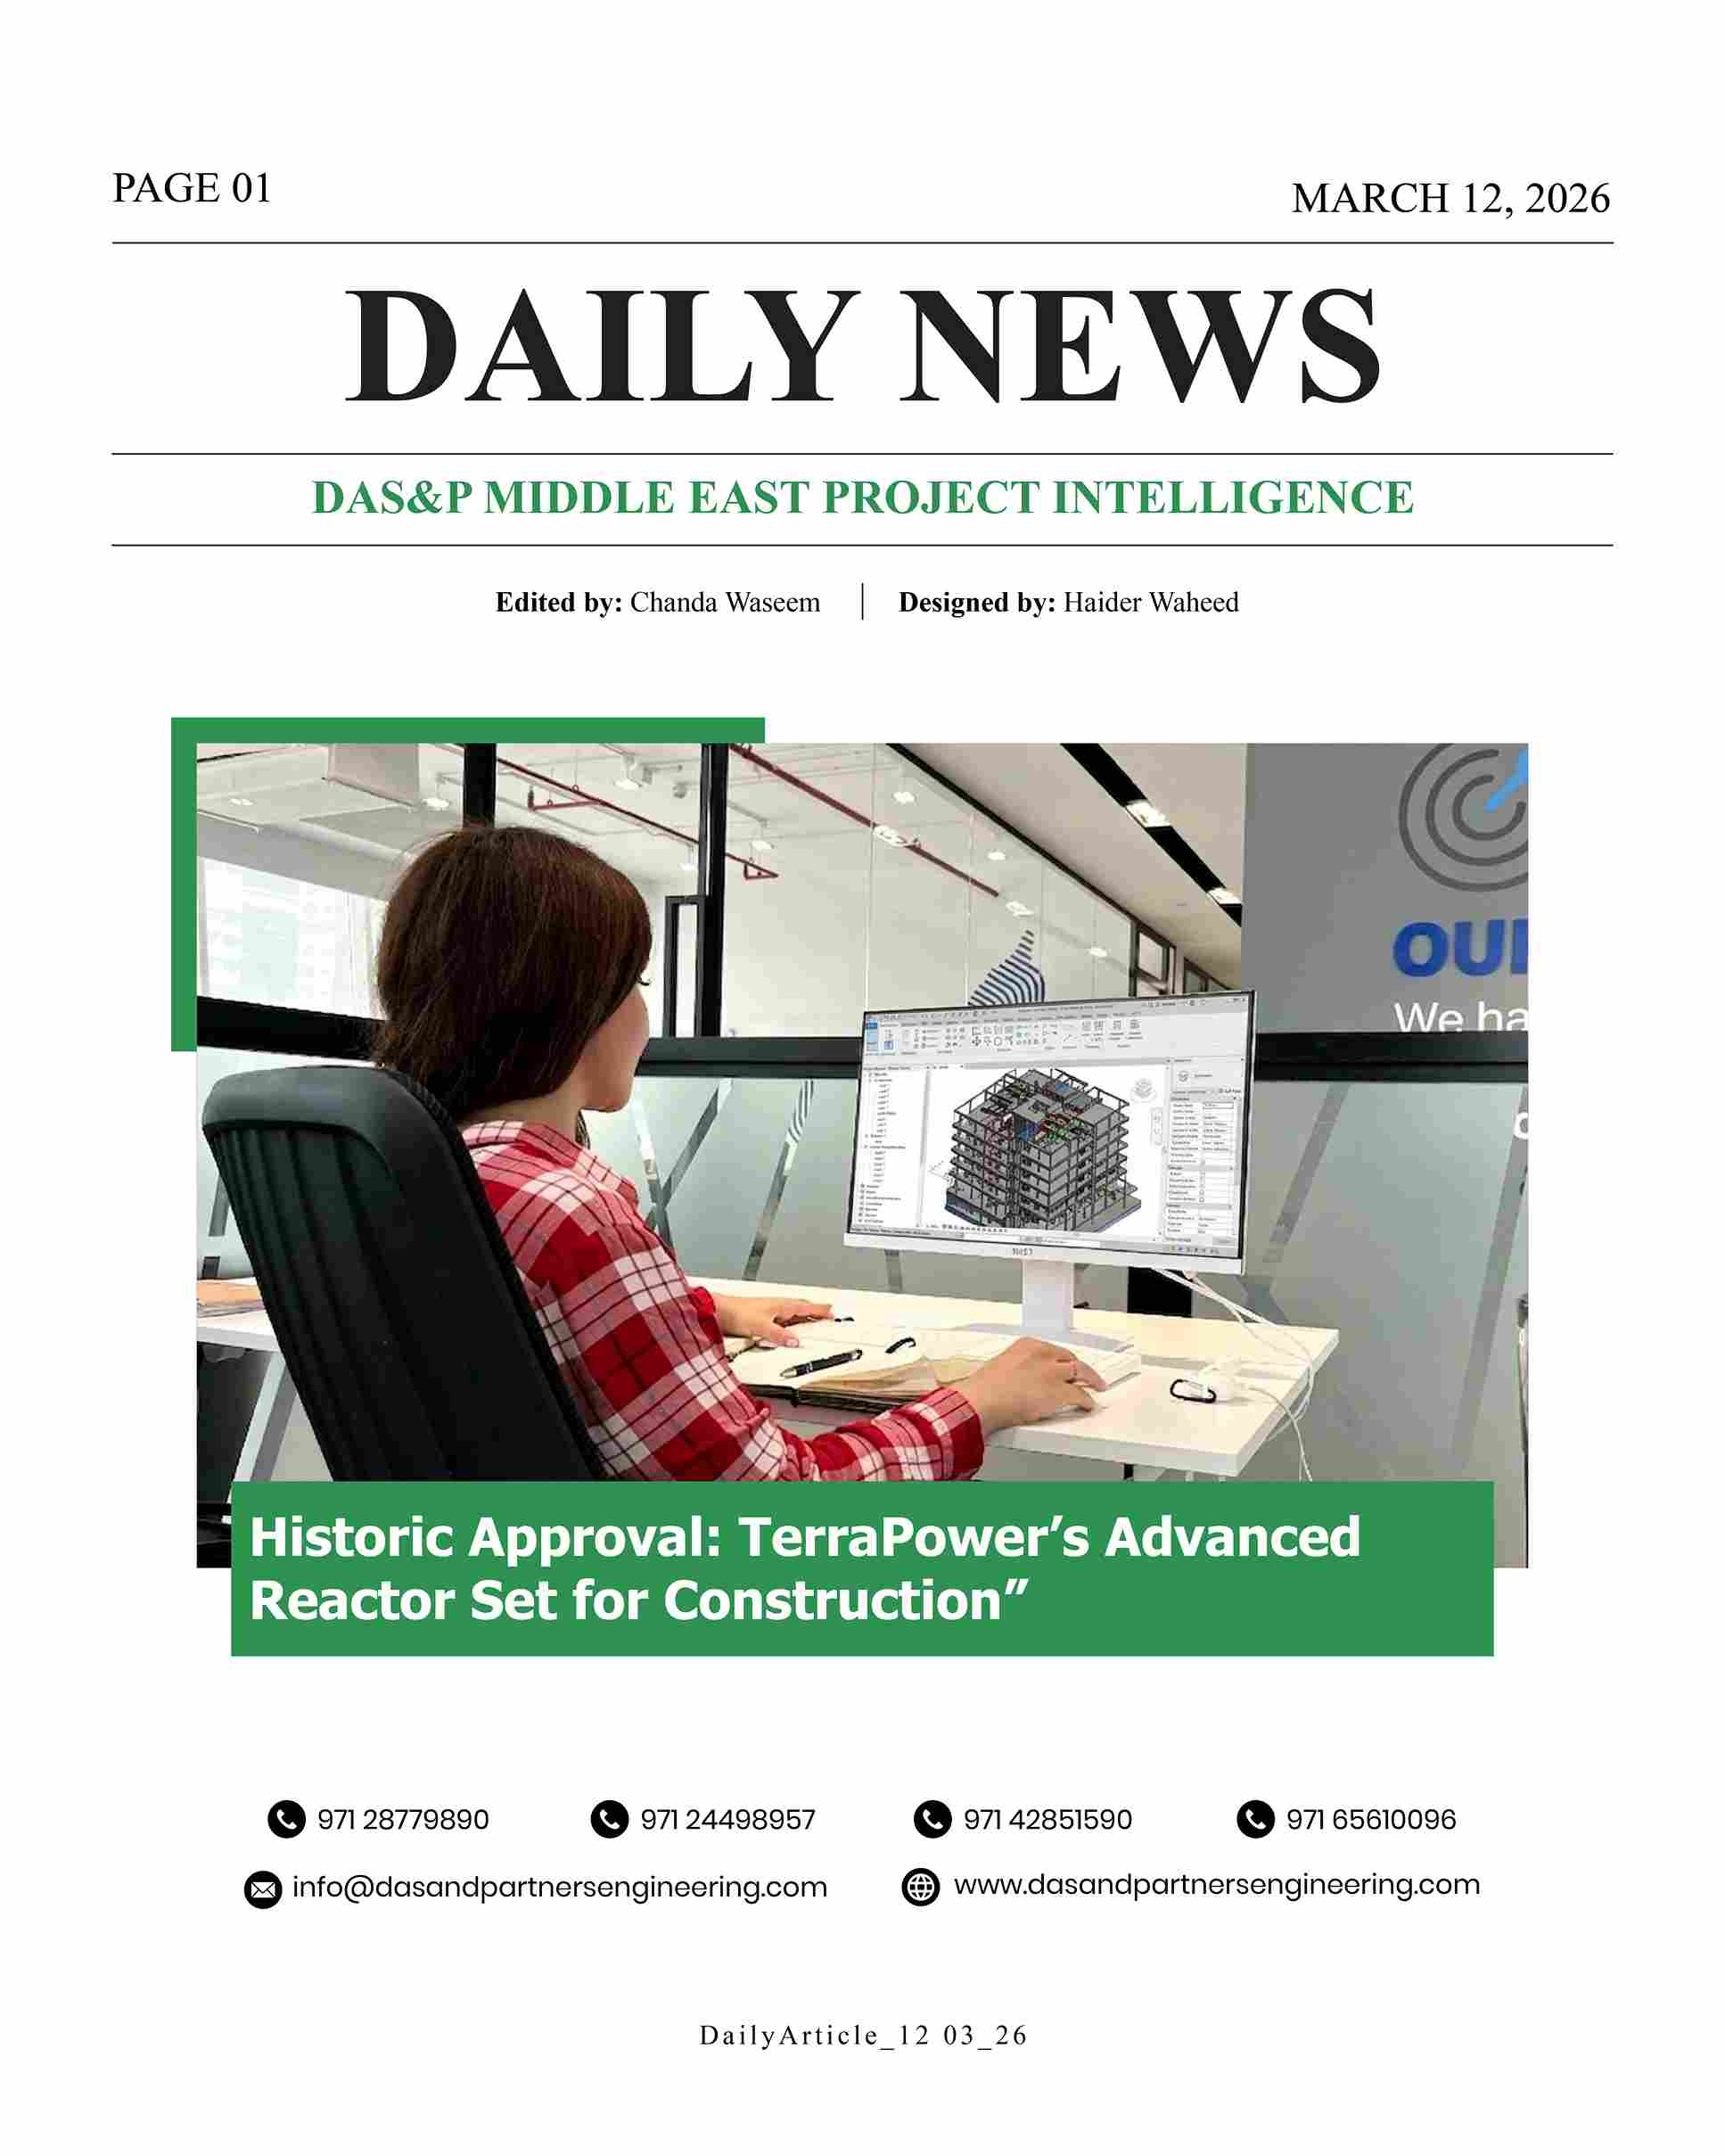 PAGE 01
MARCH 12, 2026
DAILY NEWS
DAS&P MIDDLE EAST PROJECT INTELLIGENCE
Edited by: Chanda Waseem
Designed by: Haider Waheed
OU
We ha
Historic Approval: TerraPower’s Advanced
Reactor Set for Construction”
971 28779890
971 24498957
971 42851590
971 65610096
info@dasandpartnersengineering.com
www.dasandpartnersengineering.com
DailyArticle_12 03_26